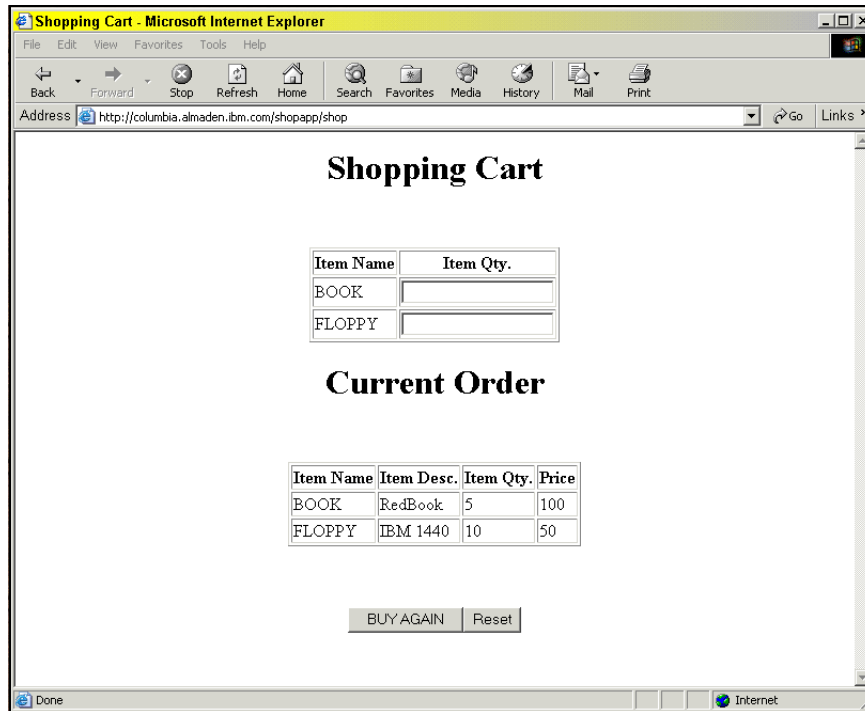 Shopping Cart - Microsoft Internet Explorer
File Edit View Favorites Tools Help
Back Forward Stop Refresh Home Search Favorites Media History Mail Print
Address http://columbia.almaden.ibm.com/shopapp/shop Go Links
Shopping Cart
Item Name Item Qty.
BOOK
FLOPPY
Current Order
Item Name Item Desc. Item Qty. Price
BOOK RedBook 5 100
FLOPPY IBM 1440 10 50
BUY AGAIN Reset
Done Internet